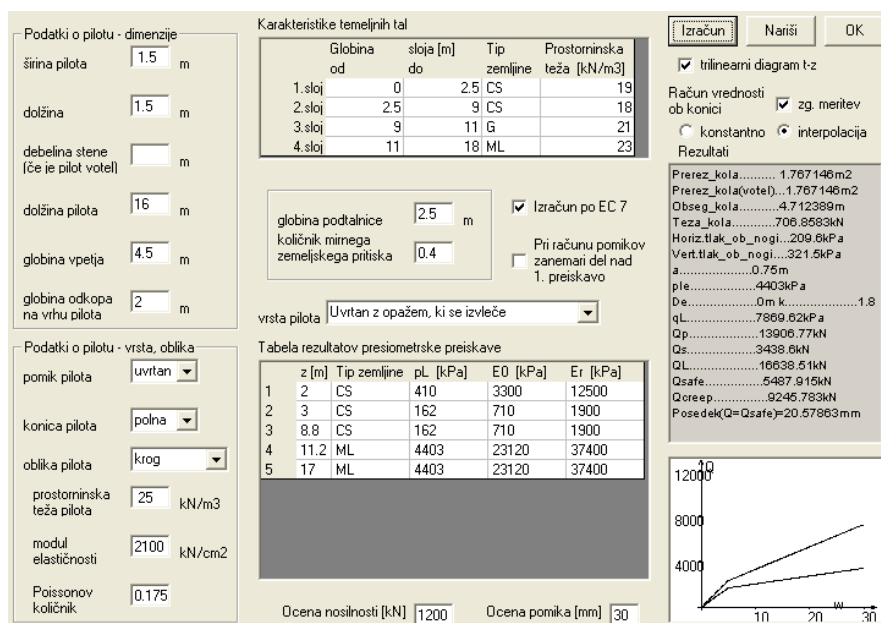 Podatki o pilotu - dimenzije
širina pilota 1.5 m
dolžina 1.5 m
debelina stene
(če je pilot votel) m
dolžina pilota 16 m
globina vpetja 4.5 m
globina odkopa
na vrhu pilota 2 m
Podatki o pilotu - vrsta, oblika
pomik pilota uvrtan
konica pilota polna
oblika pilota krog
prostorninska
teža pilota 25 kN/m3
modul
elastičnosti 2100 kN/cm2
Poissonov
količnik 0.175
Karakteristike temeljnih tal
Globina sloja [m] Tip Prostorninska
od do zemljine teža [kN/m3]
1.sloj 0 2.5 CS 19
2.sloj 2.5 9 CS 18
3.sloj 9 11 G 21
4.sloj 11 18 ML 23
globina podtalnice 2.5 m
količnik mirnega
zemeljskega pritiska 0.4
Izračun po EC 7
Pri računu pomikov
zanemari del nad
1. preiskavo
vrsta pilota Uvrtan z opažem, ki se izvleče
Tabela rezultatov presiometrske preiskave
z [m] Tip zemljine pL [kPa] E0 [kPa] Er [kPa]
1 2 CS 410 3300 12500
2 3 CS 162 710 1900
3 8.8 CS 162 710 1900
4 11.2 ML 4403 23120 37400
5 17 ML 4403 23120 37400
Ocena nosilnosti [kN] 1200 Ocena pomika [mm] 30
Izračun Nariši OK
trilinearni diagram t-z
Račun vrednosti
ob konici zg. meritev
konstantno interpolacija
Rezultati
Prerez_kola.......... 1.767146m2
Prerez_kola(votel)...1.767146m2
Obseg_kola............4.712389m
Teza_kola............706.8583kN
Horiz.tlak_ob_nogi...209.6kPa
Vert.tlak_ob_nogi....321.5kPa
a..................0.75m
ple....................4403kPa
De.....................0m k..................1.8
qL.................7869.62kPa
Qp..................13906.77kN
Qs..................3438.6kN
QL..................16638.51kN
Qsafe...............5487.915kN
Qcreep..............9245.783kN
Posedek(Q=Qsafe)=20.57863mm
12000 Q
8000
4000
10 20 W 30